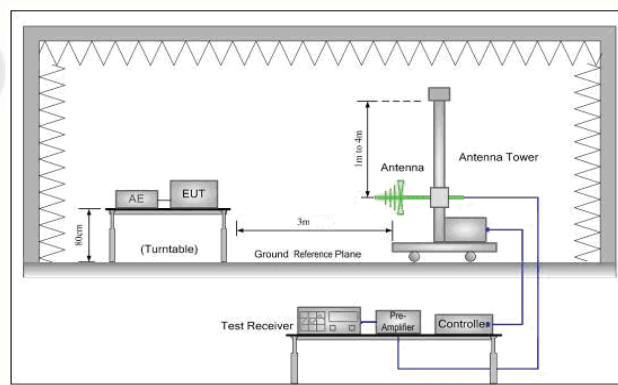 1m to 4m
Antenna
Antenna Tower
AE
EUT
80cm
(Turntable)
3m
Ground Reference Plane
Test Receiver
Pre-
Amplifier
Controller